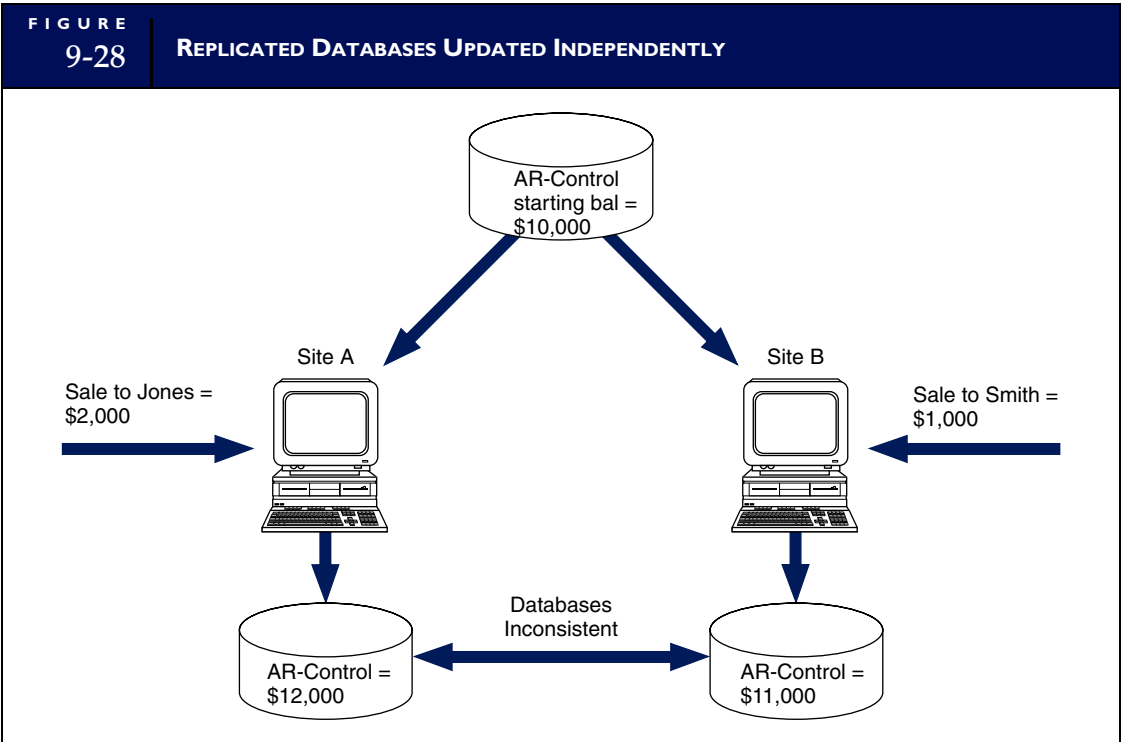 FIGURE
9-28
REPLICATED DATABASES UPDATED INDEPENDENTLY
AR-Control
starting bal =
$10,000
Site A
Site B
Sale to Jones =
$2,000
Sale to Smith =
$1,000
Databases
Inconsistent
AR-Control =
$12,000
AR-Control =
$11,000